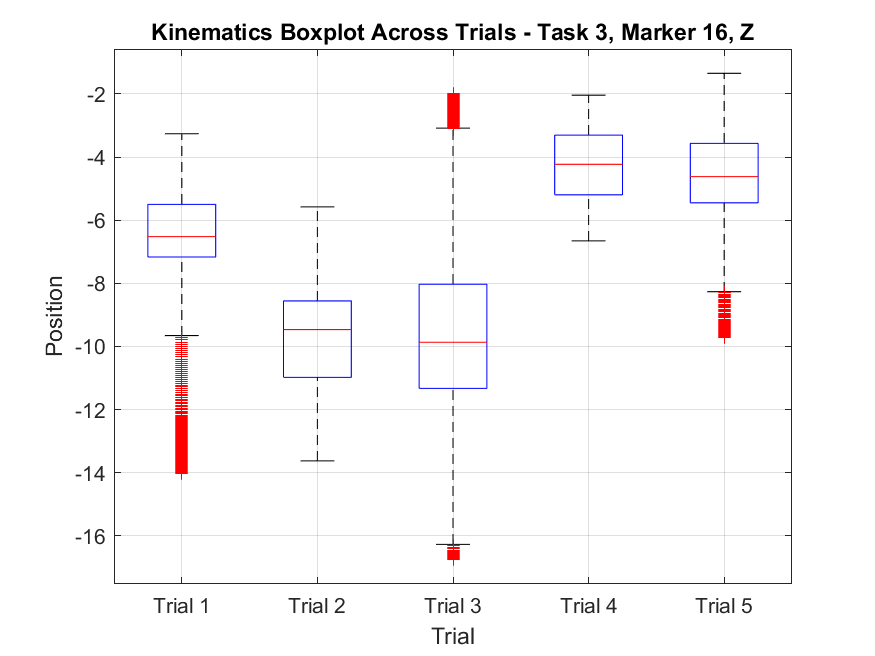 Kinematics Boxplot Across Trials - Task 3, Marker 16, Z
-2
-4
-6
-8
-10
-12
-14
-16
Position
Trial 1 Trial 2 Trial 3 Trial 4 Trial 5
Trial